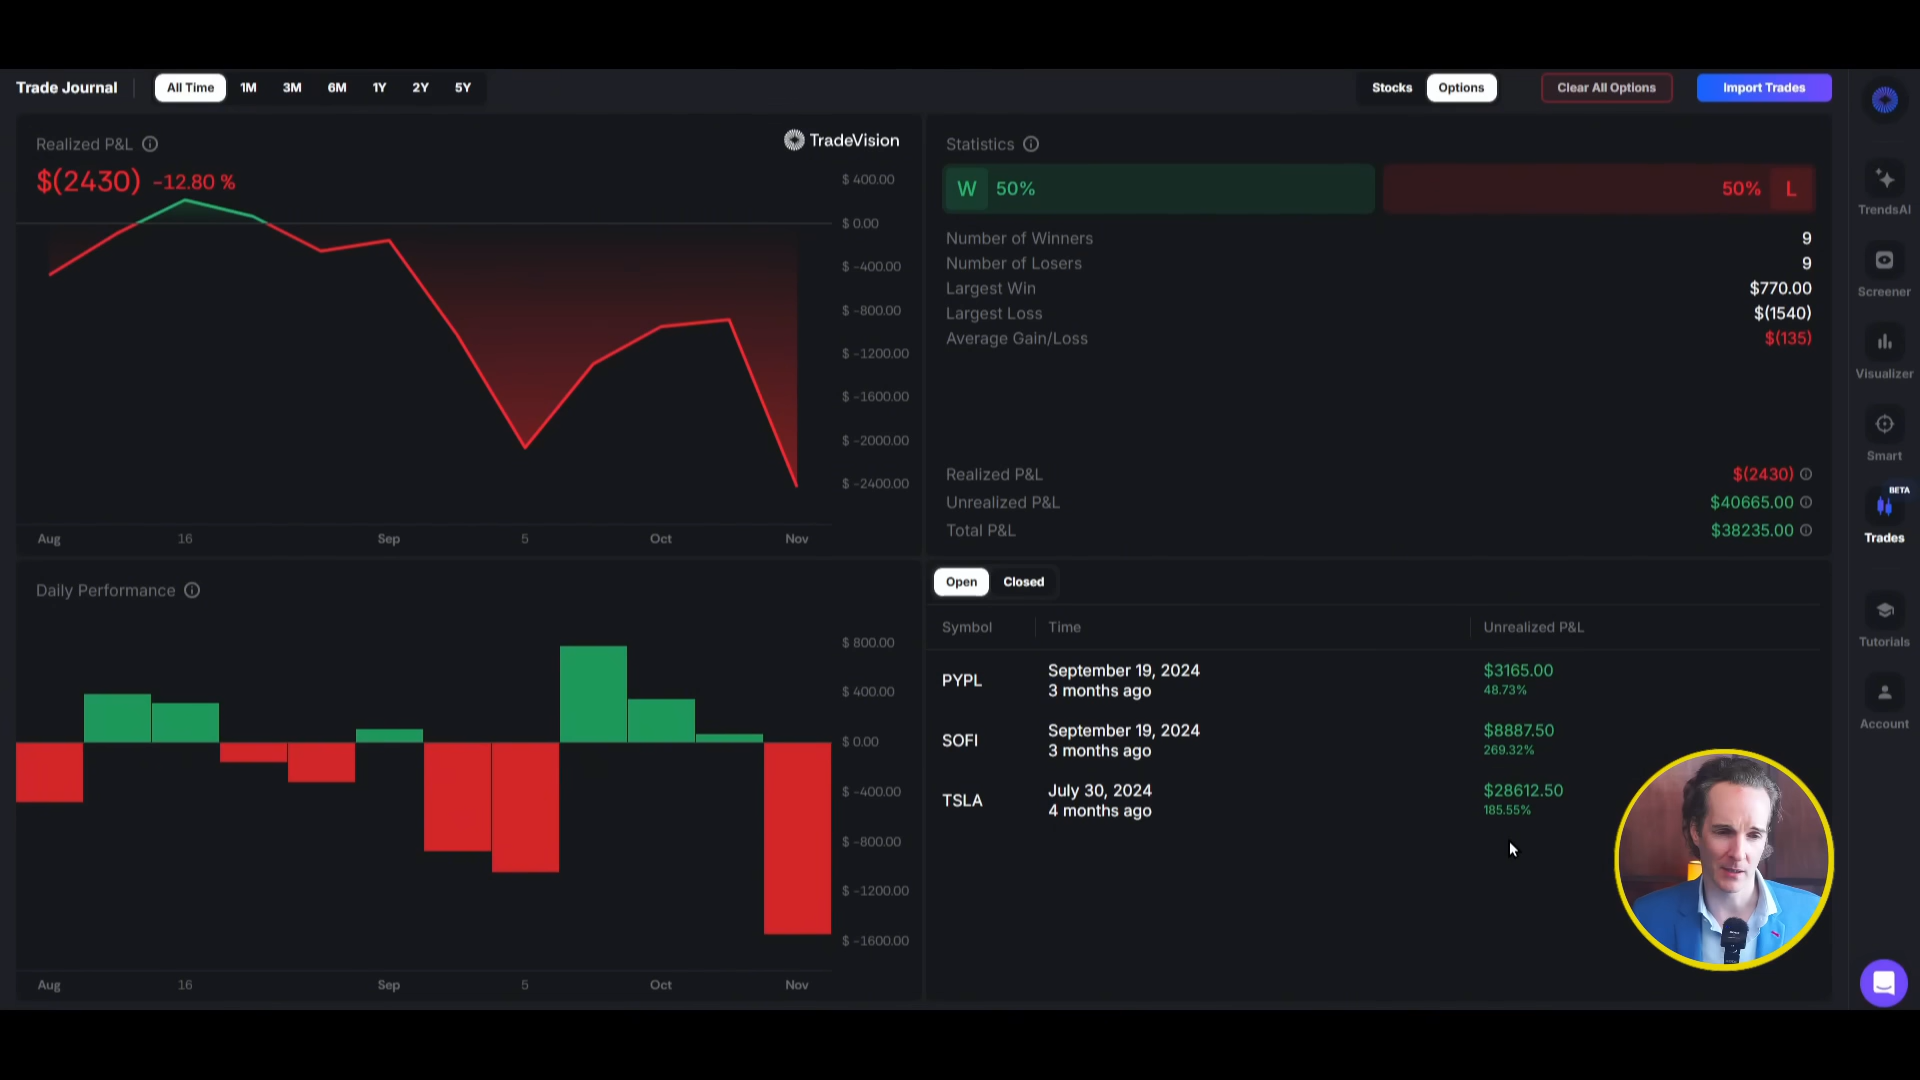 Trade Journal
All Time 1M 3M 6M 1Y 2Y 5Y
Stocks Options
Clear All Options
Import Trades
Realized P&L
TradeVision
$(2430) -12.80 %
$ 400.00
$ 0.00
$ -400.00
$ -800.00
$ -1200.00
$ -1600.00
$ -2000.00
$ -2400.00
Aug 16 Sep 5 Oct Nov
Statistics
W 50%
50% L
Number of Winners 9
Number of Losers 9
Largest Win $770.00
Largest Loss $(1540)
Average Gain/Loss $(135)
Realized P&L $(2430)
Unrealized P&L $40665.00
Total P&L $38235.00
Daily Performance
$ 800.00
$ 400.00
$ 0.00
$ -400.00
$ -800.00
$ -1200.00
$ -1600.00
Aug 16 Sep 5 Oct Nov
Open Closed
Symbol Time Unrealized P&L
PYPL
September 19, 2024
3 months ago
$3165.00
48.73%
SOFI
September 19, 2024
3 months ago
$8887.50
269.32%
TSLA
July 30, 2024
4 months ago
$28612.50
185.55%
TrendsAI
Screener
Visualizer
Smart
BETA
Trades
Tutorials
Account